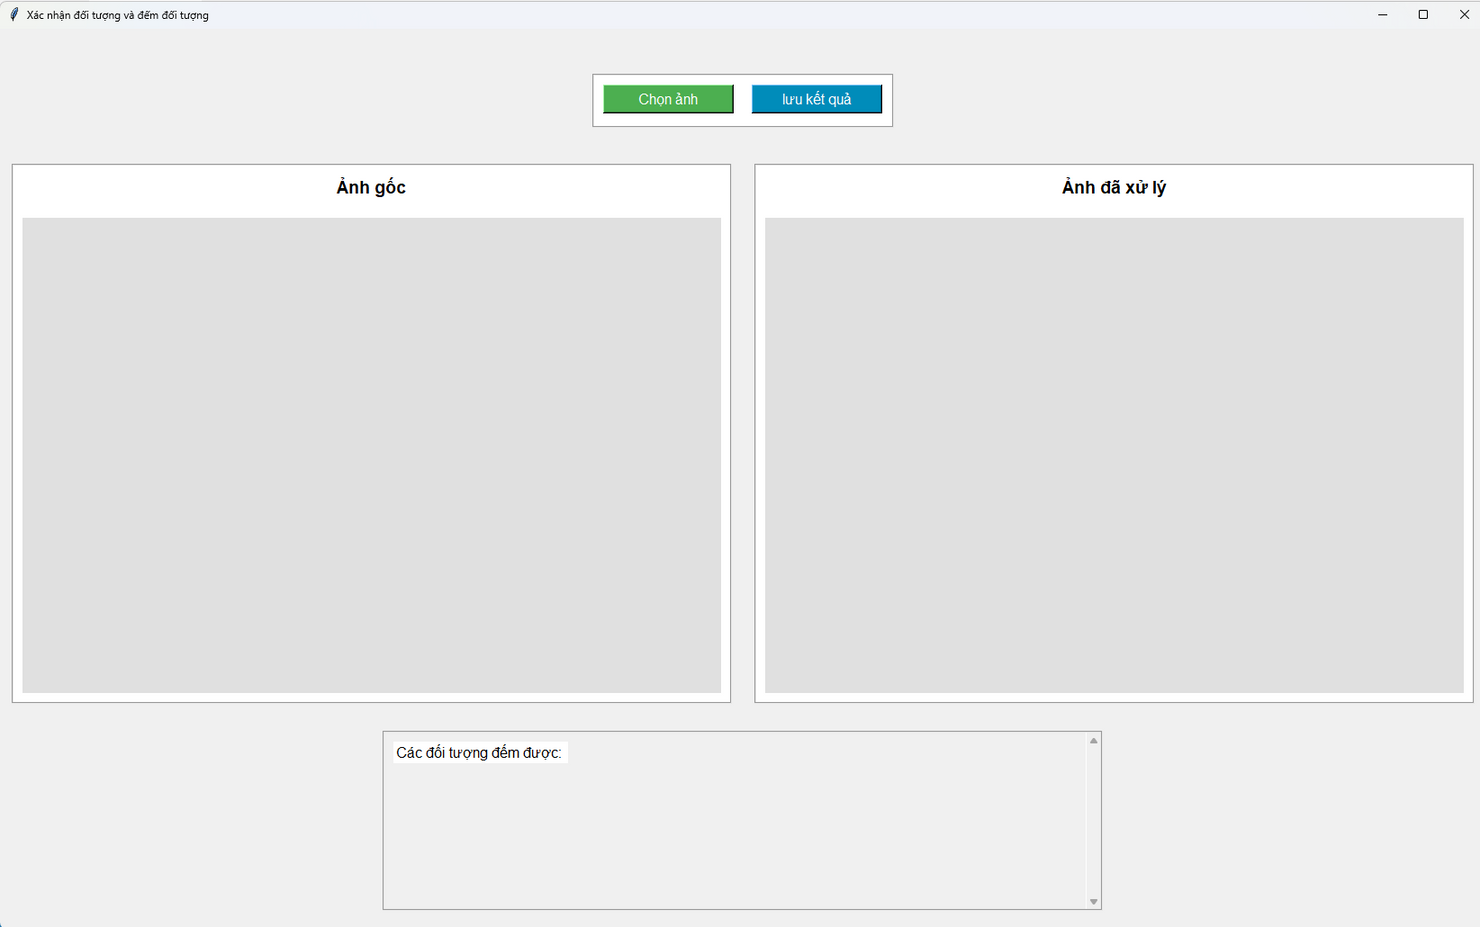 Xác nhận đối tượng và đếm đối tượng
Chọn ảnh
lưu kết quả
Ảnh gốc
Ảnh đã xử lý
Các đối tượng đếm được: